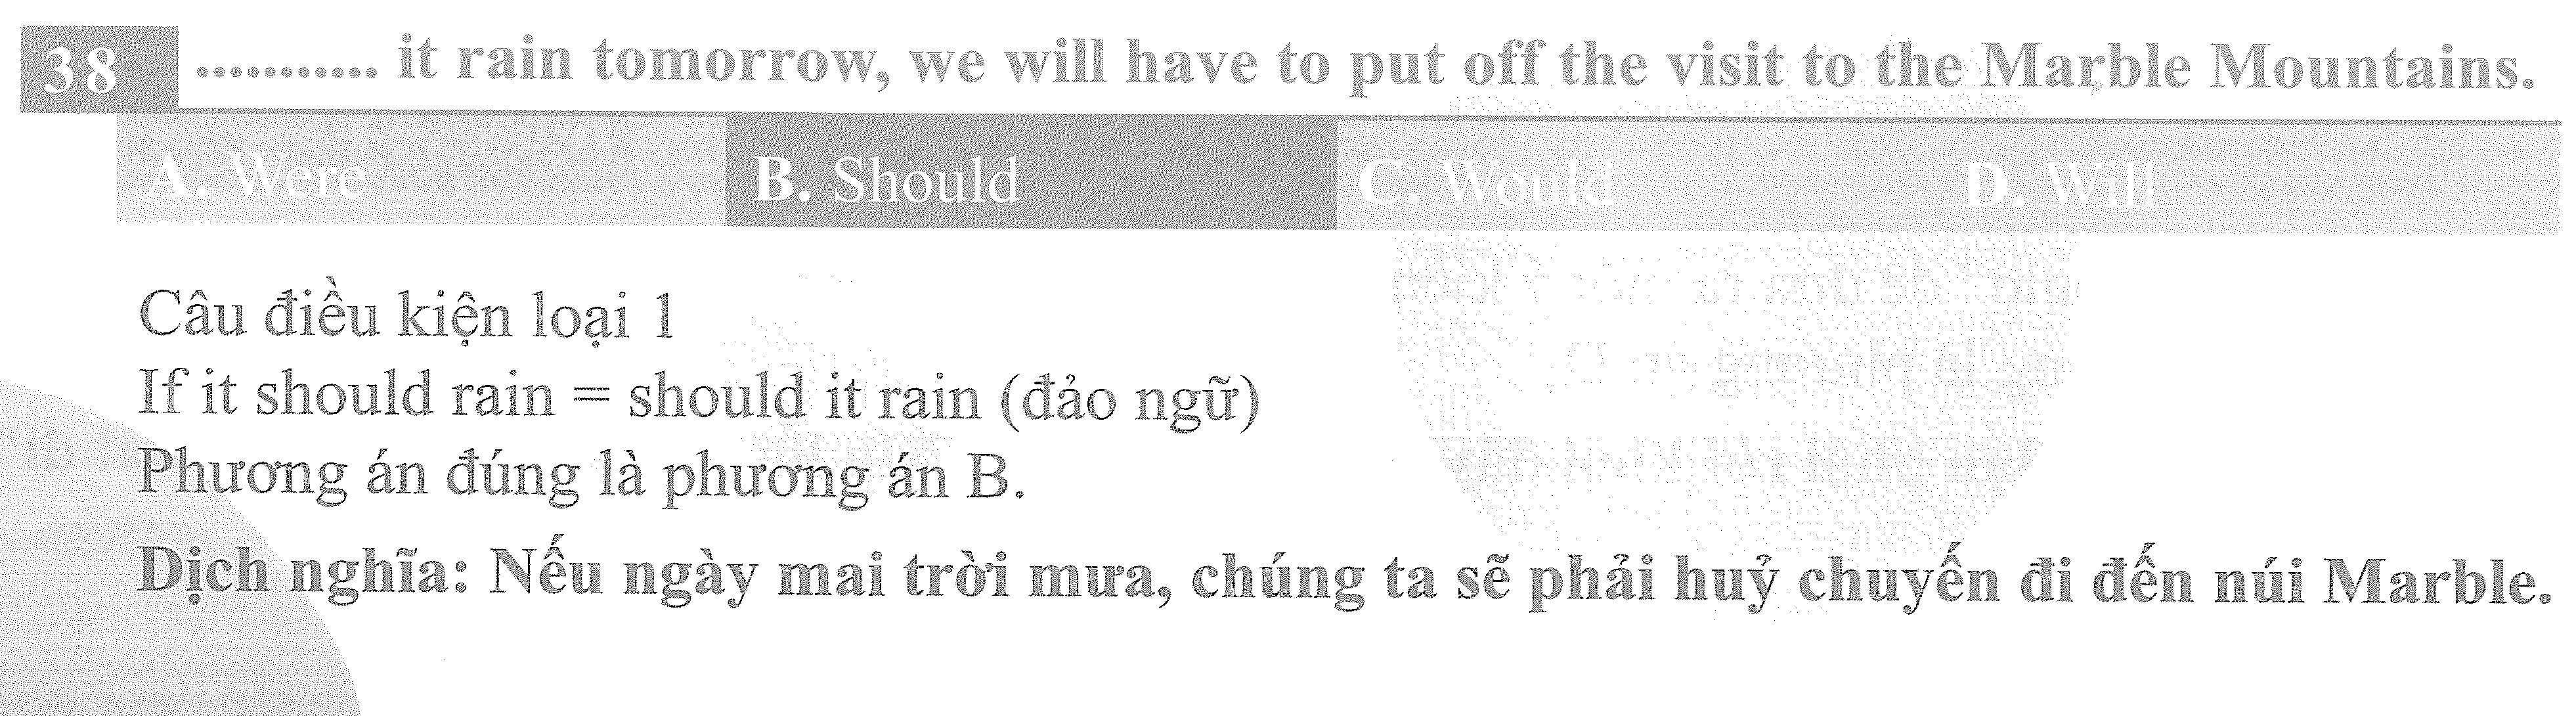 38 ........... it rain tomorrow, we will have to put off the visit to the Marble Mountains.
A. Were B. Should C. Would D. Will
Câu điều kiện loại 1
If it should rain = should it rain (đảo ngữ)
Phương án đúng là phương án B.
Dịch nghĩa: Nếu ngày mai trời mưa, chúng ta sẽ phải huỷ chuyến đi đến núi Marble.